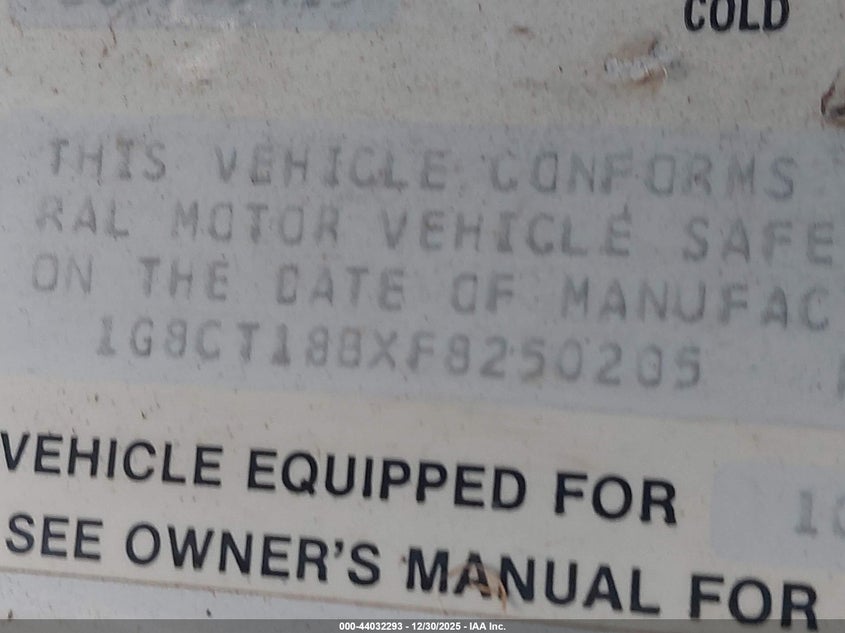 COLD
THIS VEHICLE CONFORMS
RAL MOTOR VEHICLE SAFE
ON THE DATE OF MANUFAC
1G8CT18BXF8250205
VEHICLE EQUIPPED FOR
SEE OWNER'S MANUAL FOR
000-44032293 - 12/30/2025 - IAA Inc.